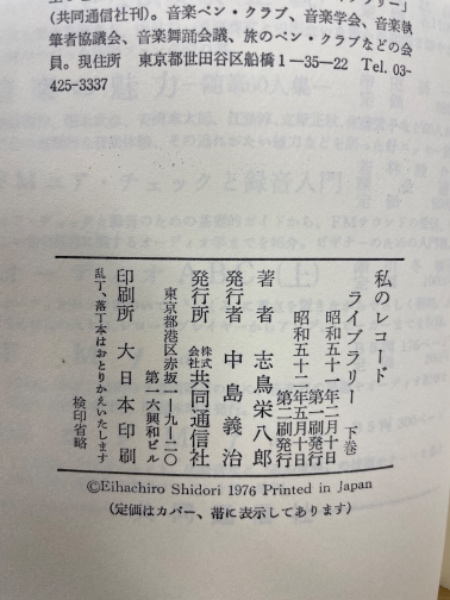 (共同通信社刊)。音楽ペン・クラブ、音楽学会、音楽執
筆者協議会、音楽舞踊会議、旅のペン・クラブなどの会
員。現住所 東京都世田谷区船橋1−35−22 Tel. 03-
425-3337
私のレコード
ライブラリー 下巻
昭和五十一年二月十日 第一刷発行
昭和五十二年五月十日 第二刷発行
著者 志鳥栄八郎
発行者 中島義治
発行所 株式会社共同通信社
東京都港区赤坂一−一九−二〇
第一六興和ビル
印刷所 大日本印刷
乱丁、落丁本はおとりかえいたします
検印省略
©Eihachiro Shidori 1976 Printed in Japan
(定価はカバー、帯に表示してあります)